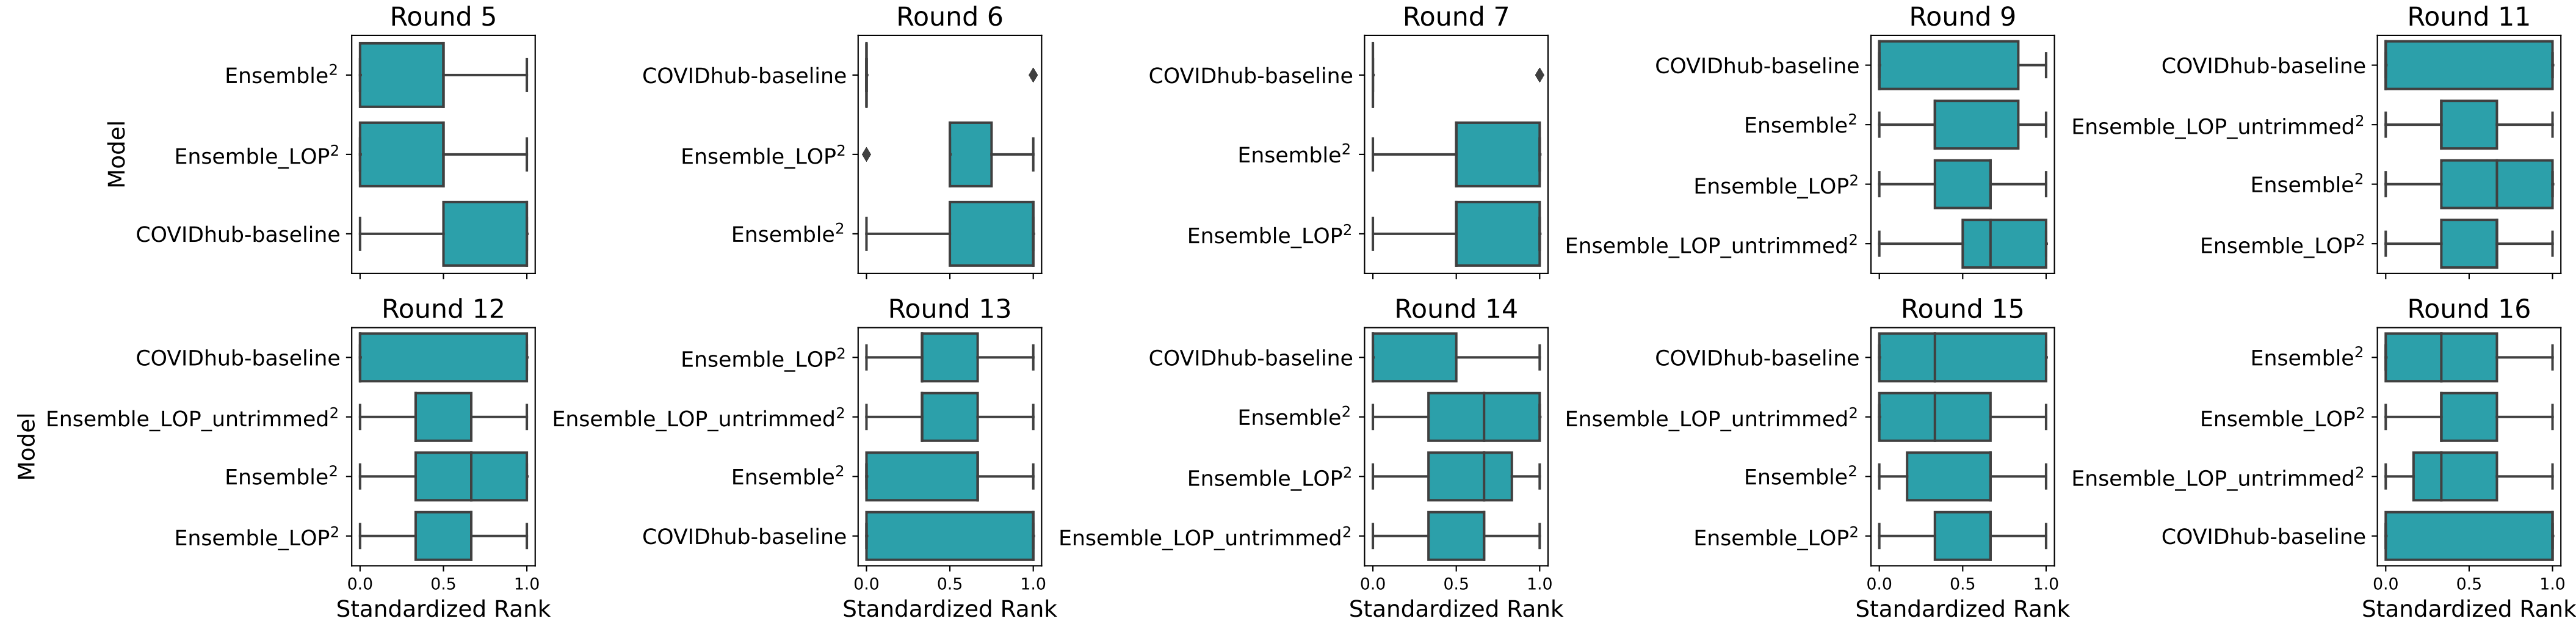 Round 5
Ensemble²
Ensemble_LOP²
COVIDhub-baseline
Model
Round 6
COVIDhub-baseline
Ensemble_LOP²
Ensemble²
Round 7
COVIDhub-baseline
Ensemble²
Ensemble_LOP²
Round 9
COVIDhub-baseline
Ensemble²
Ensemble_LOP²
Ensemble_LOP_untrimmed²
Round 11
COVIDhub-baseline
Ensemble_LOP_untrimmed²
Ensemble²
Ensemble_LOP²
Round 12
COVIDhub-baseline
Ensemble_LOP_untrimmed²
Ensemble²
Ensemble_LOP²
Model
0.0 0.5 1.0
Standardized Rank
Round 13
Ensemble_LOP²
Ensemble_LOP_untrimmed²
Ensemble²
COVIDhub-baseline
0.0 0.5 1.0
Standardized Rank
Round 14
COVIDhub-baseline
Ensemble²
Ensemble_LOP²
Ensemble_LOP_untrimmed²
0.0 0.5 1.0
Standardized Rank
Round 15
COVIDhub-baseline
Ensemble_LOP_untrimmed²
Ensemble²
Ensemble_LOP²
0.0 0.5 1.0
Standardized Rank
Round 16
Ensemble²
Ensemble_LOP²
Ensemble_LOP_untrimmed²
COVIDhub-baseline
0.0 0.5 1.0
Standardized Rank